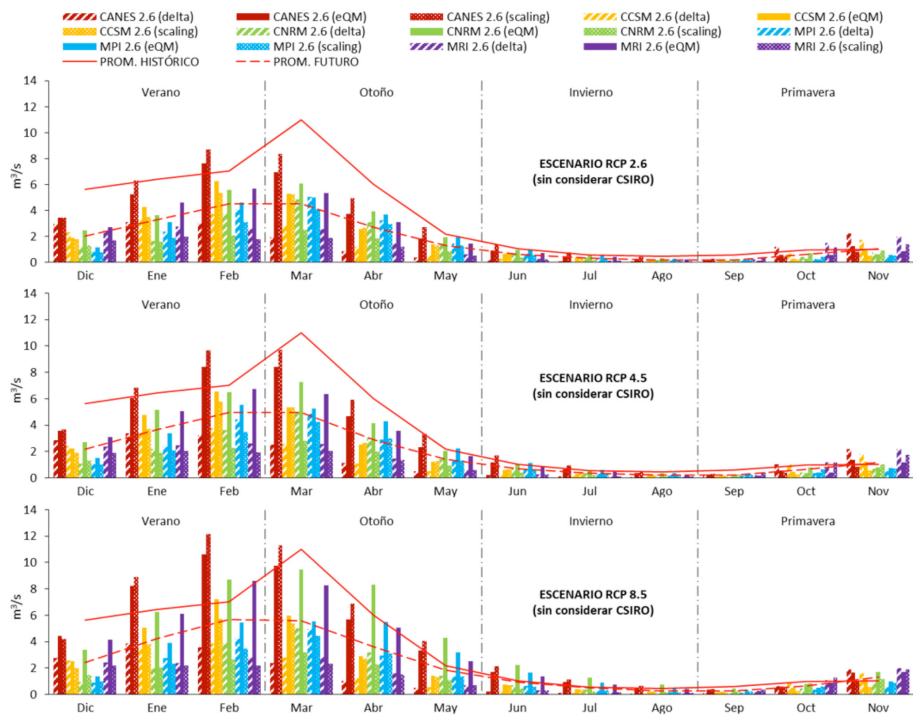 CANES 2.6 (delta) CANES 2.6 (eQM) CANES 2.6 (scaling) CCSM 2.6 (delta) CCSM 2.6 (eQM)
CCSM 2.6 (scaling) CNRM 2.6 (delta) CNRM 2.6 (eQM) CNRM 2.6 (scaling) MPI 2.6 (delta)
MPI 2.6 (eQM) MPI 2.6 (scaling) MRI 2.6 (delta) MRI 2.6 (eQM) MRI 2.6 (scaling)
PROM. HISTÓRICO PROM. FUTURO
14
Verano Otoño Invierno Primavera
12
10
8
ESCENARIO RCP 2.6
(sin considerar CSIRO)
m³/s
6
4
2
0
Dic Ene Feb Mar Abr May Jun Jul Ago Sep Oct Nov
14
Verano Otoño Invierno Primavera
12
10
8
ESCENARIO RCP 4.5
(sin considerar CSIRO)
m³/s
6
4
2
0
Dic Ene Feb Mar Abr May Jun Jul Ago Sep Oct Nov
14
Verano Otoño Invierno Primavera
12
10
8
ESCENARIO RCP 8.5
(sin considerar CSIRO)
m³/s
6
4
2
0
Dic Ene Feb Mar Abr May Jun Jul Ago Sep Oct Nov